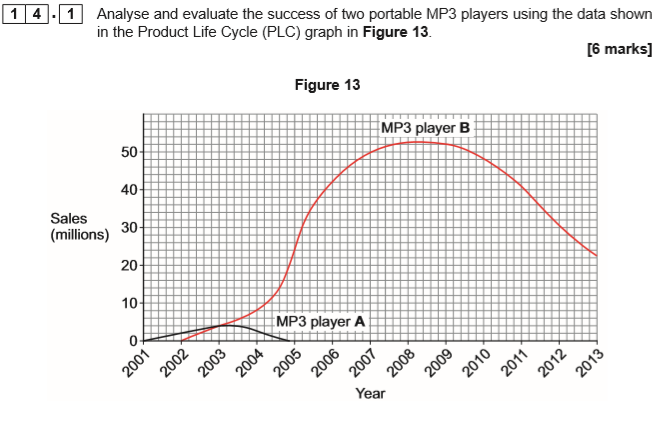 1 4 . 1 Analyse and evaluate the success of two portable MP3 players using the data shown
in the Product Life Cycle (PLC) graph in Figure 13.
[6 marks]
Figure 13
MP3 player B
50
40
Sales
(millions)
30
20
10
MP3 player A
0
2001 2002 2003 2004 2005 2006 2007 2008 2009 2010 2011 2012 2013
Year